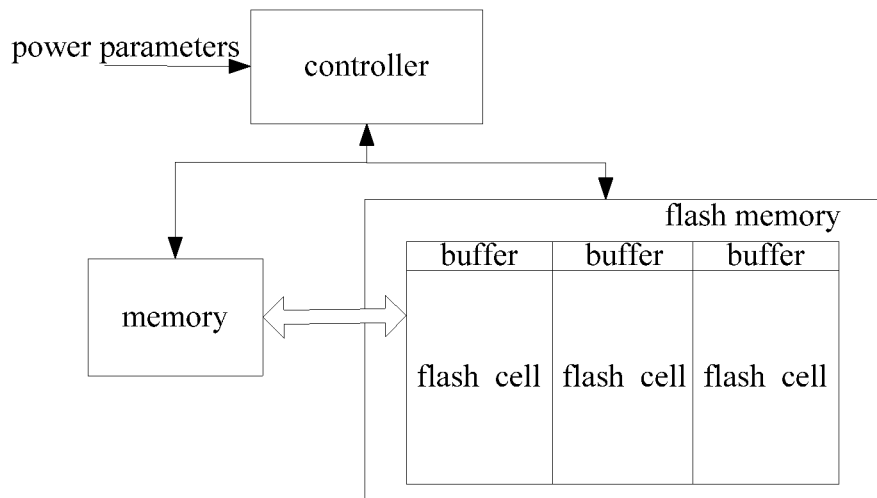 power parameters
controller
flash memory
buffer buffer buffer
memory
flash cell flash cell flash cell